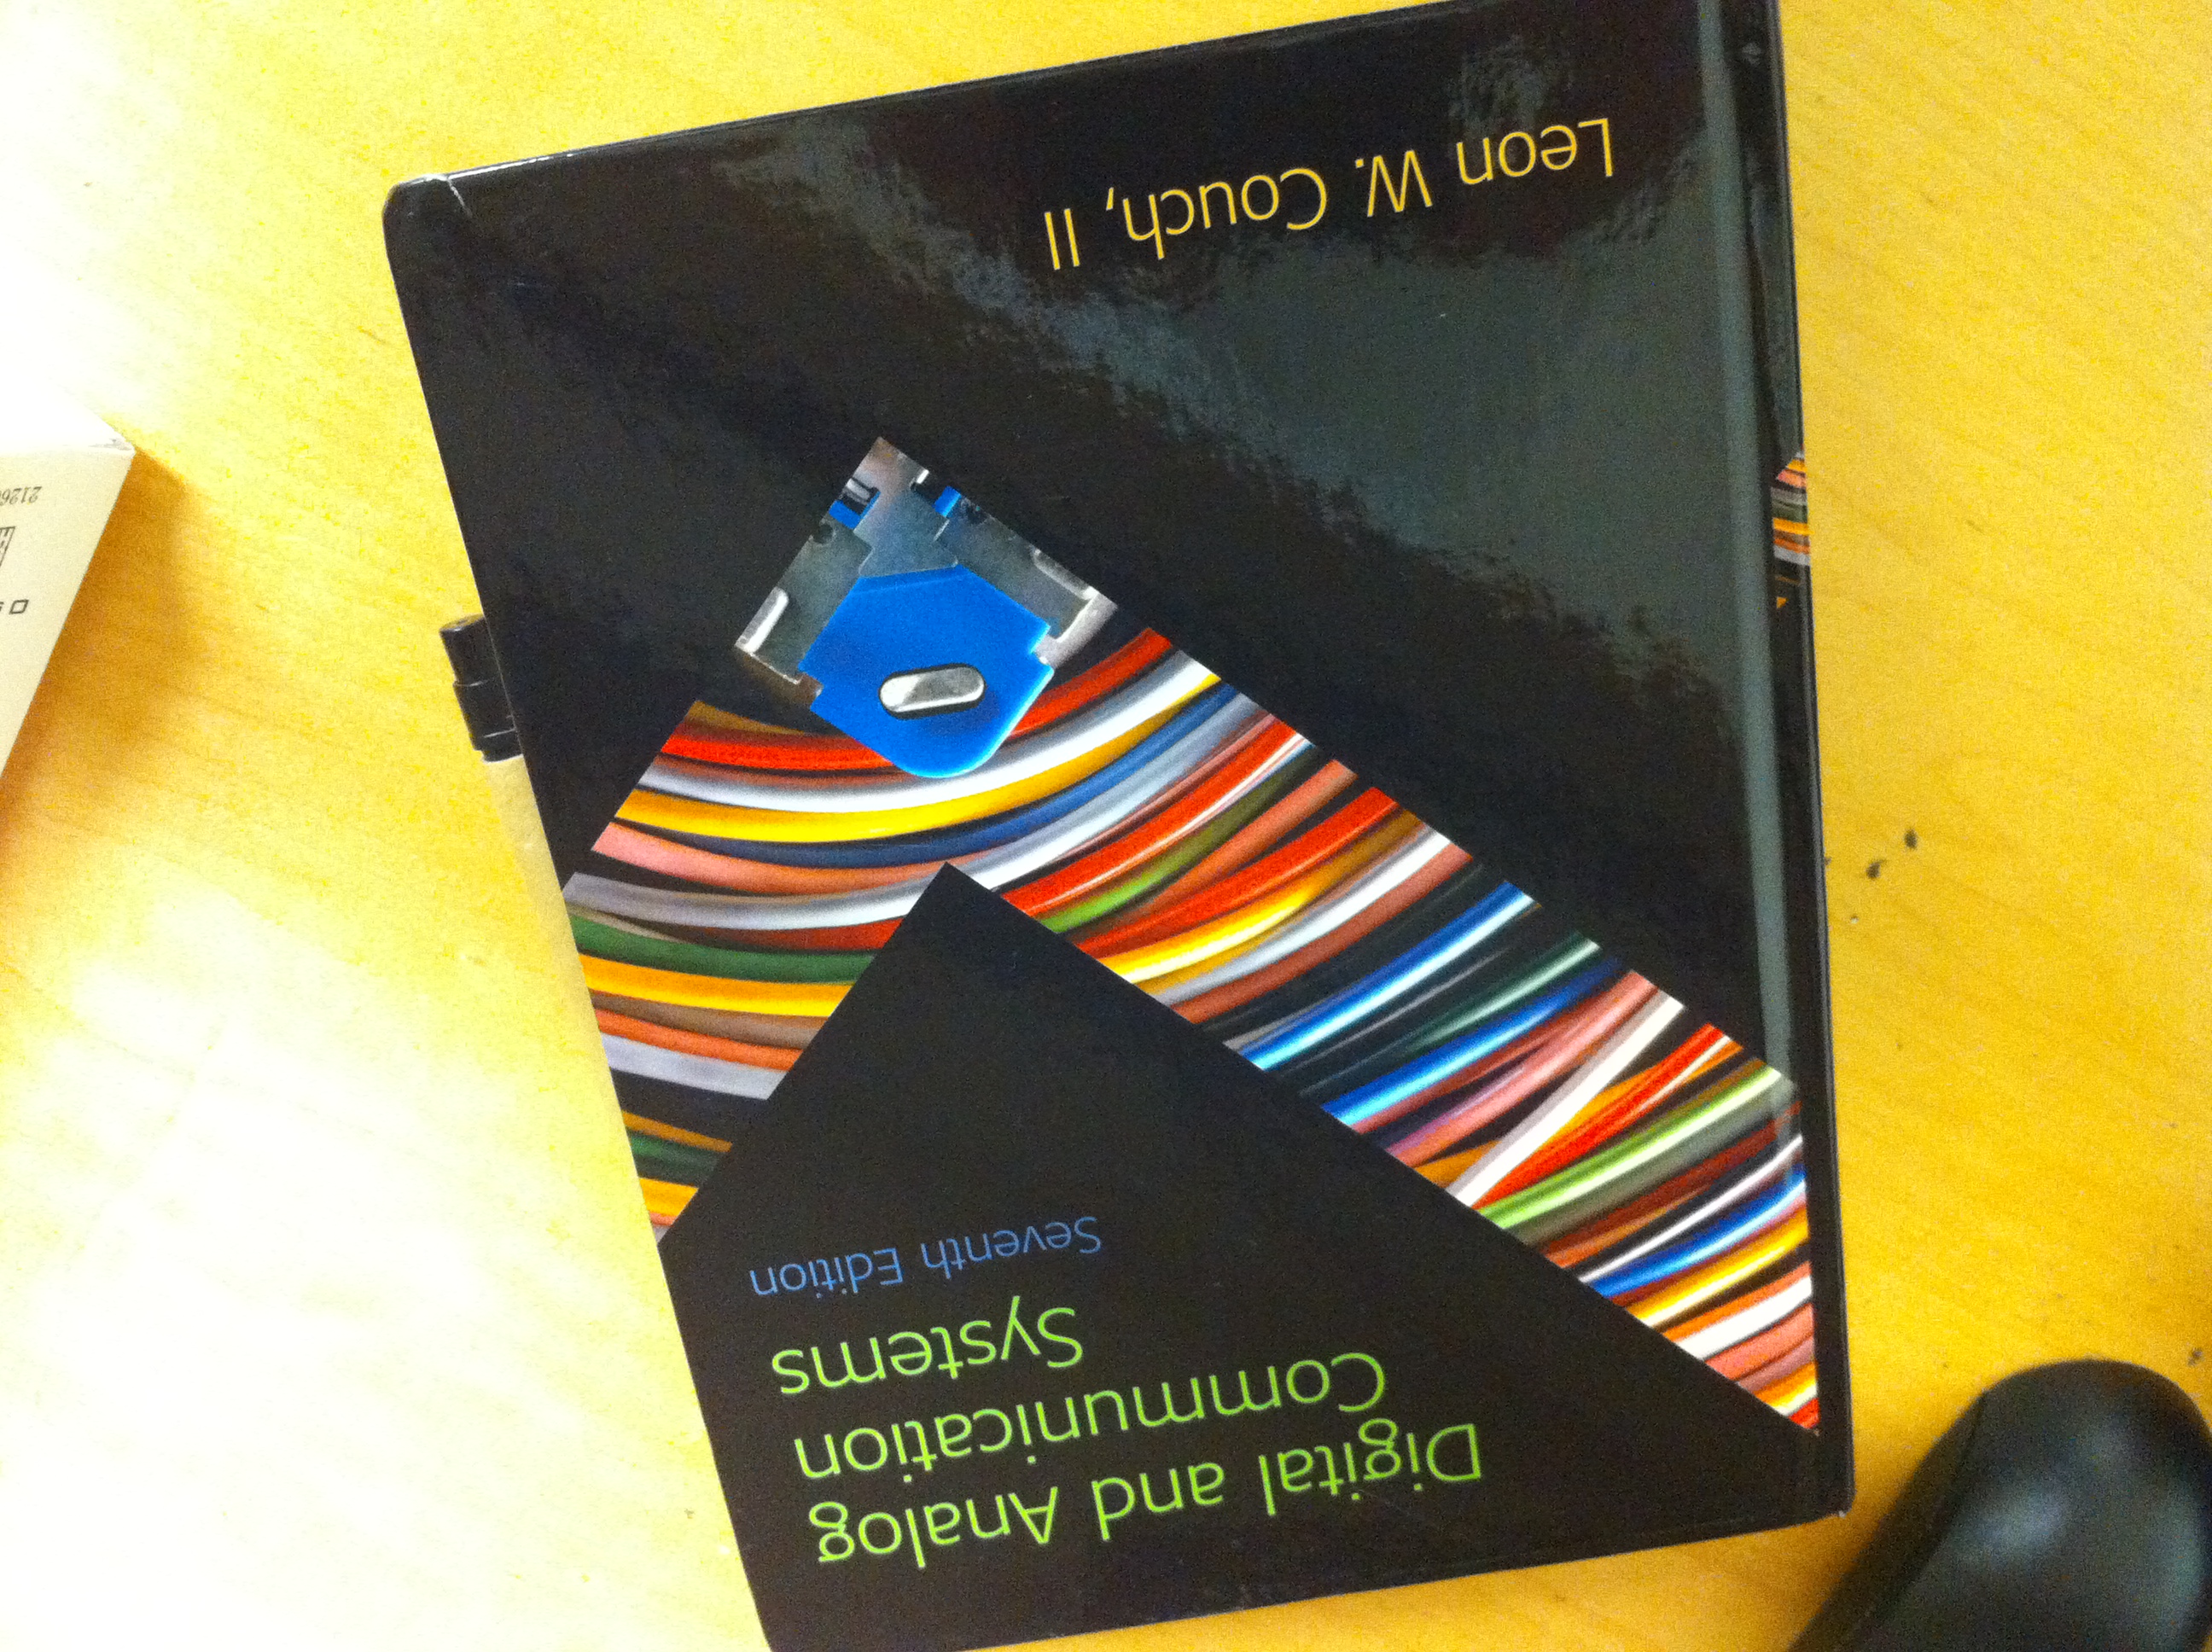 Digital and Analog
Communication
Systems
Seventh Edition
Leon W. Couch, II